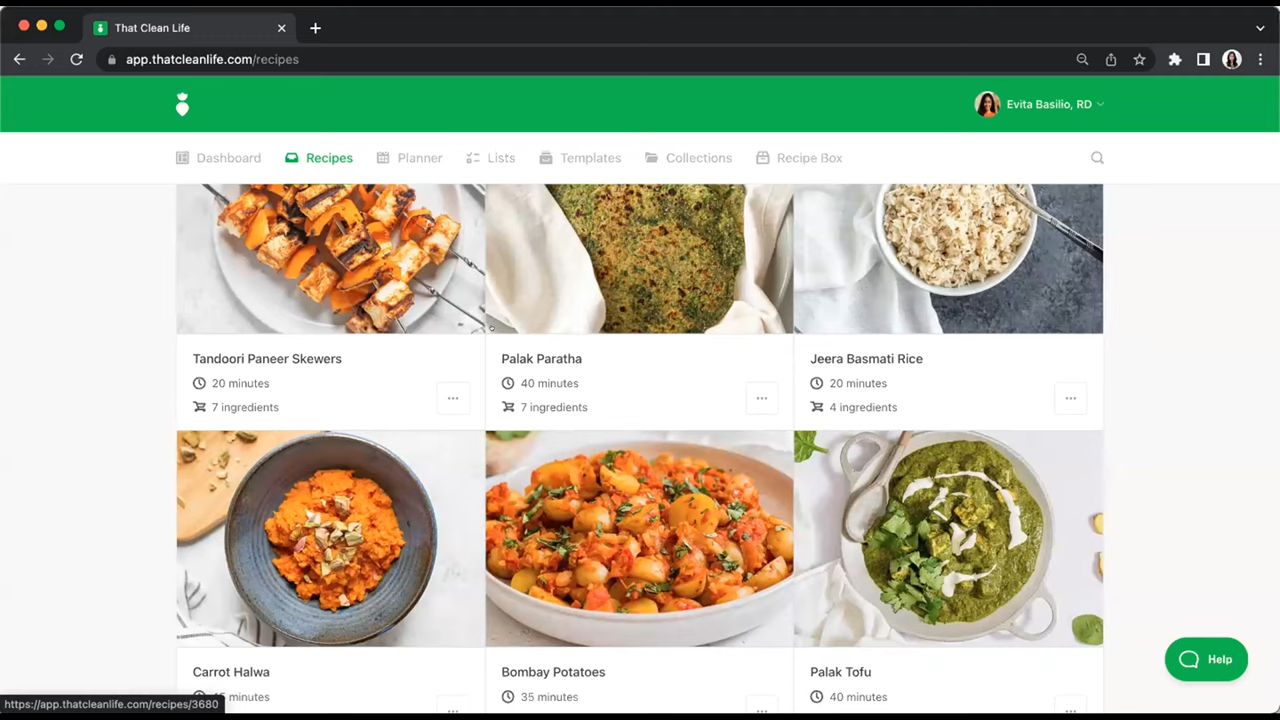 That Clean Life
app.thatcleanlife.com/recipes
Evita Basilio, RD
Dashboard Recipes Planner Lists Templates Collections Recipe Box
Tandoori Paneer Skewers
20 minutes
7 ingredients
Palak Paratha
40 minutes
7 ingredients
Jeera Basmati Rice
20 minutes
4 ingredients
Carrot Halwa
minutes
Bombay Potatoes
35 minutes
Palak Tofu
40 minutes
Help
https://app.thatcleanlife.com/recipes/3680